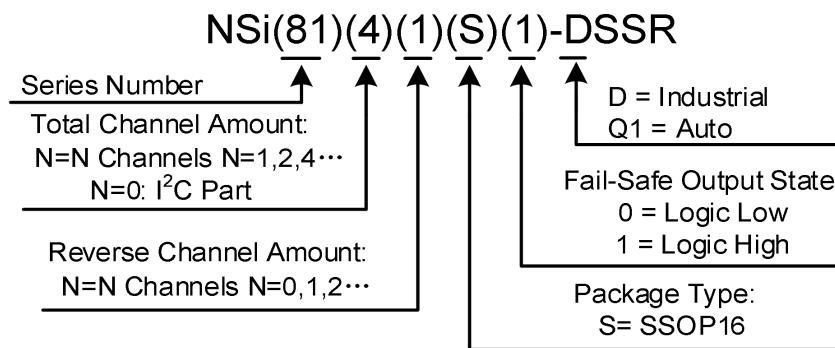 NSi(81)(4)(1)(S)(1)-DSSR
Series Number
Total Channel Amount:
N=N Channels N=1,2,4···
N=0: I²C Part
Reverse Channel Amount:
N=N Channels N=0,1,2···
D = Industrial
Q1 = Auto
Fail-Safe Output State
0 = Logic Low
1 = Logic High
Package Type:
S= SSOP16